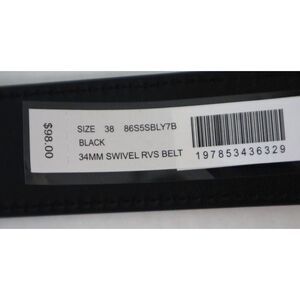 $98.00
SIZE 38 86S5SBLY7B
BLACK
34MM SWIVEL RVS BELT
197853436329